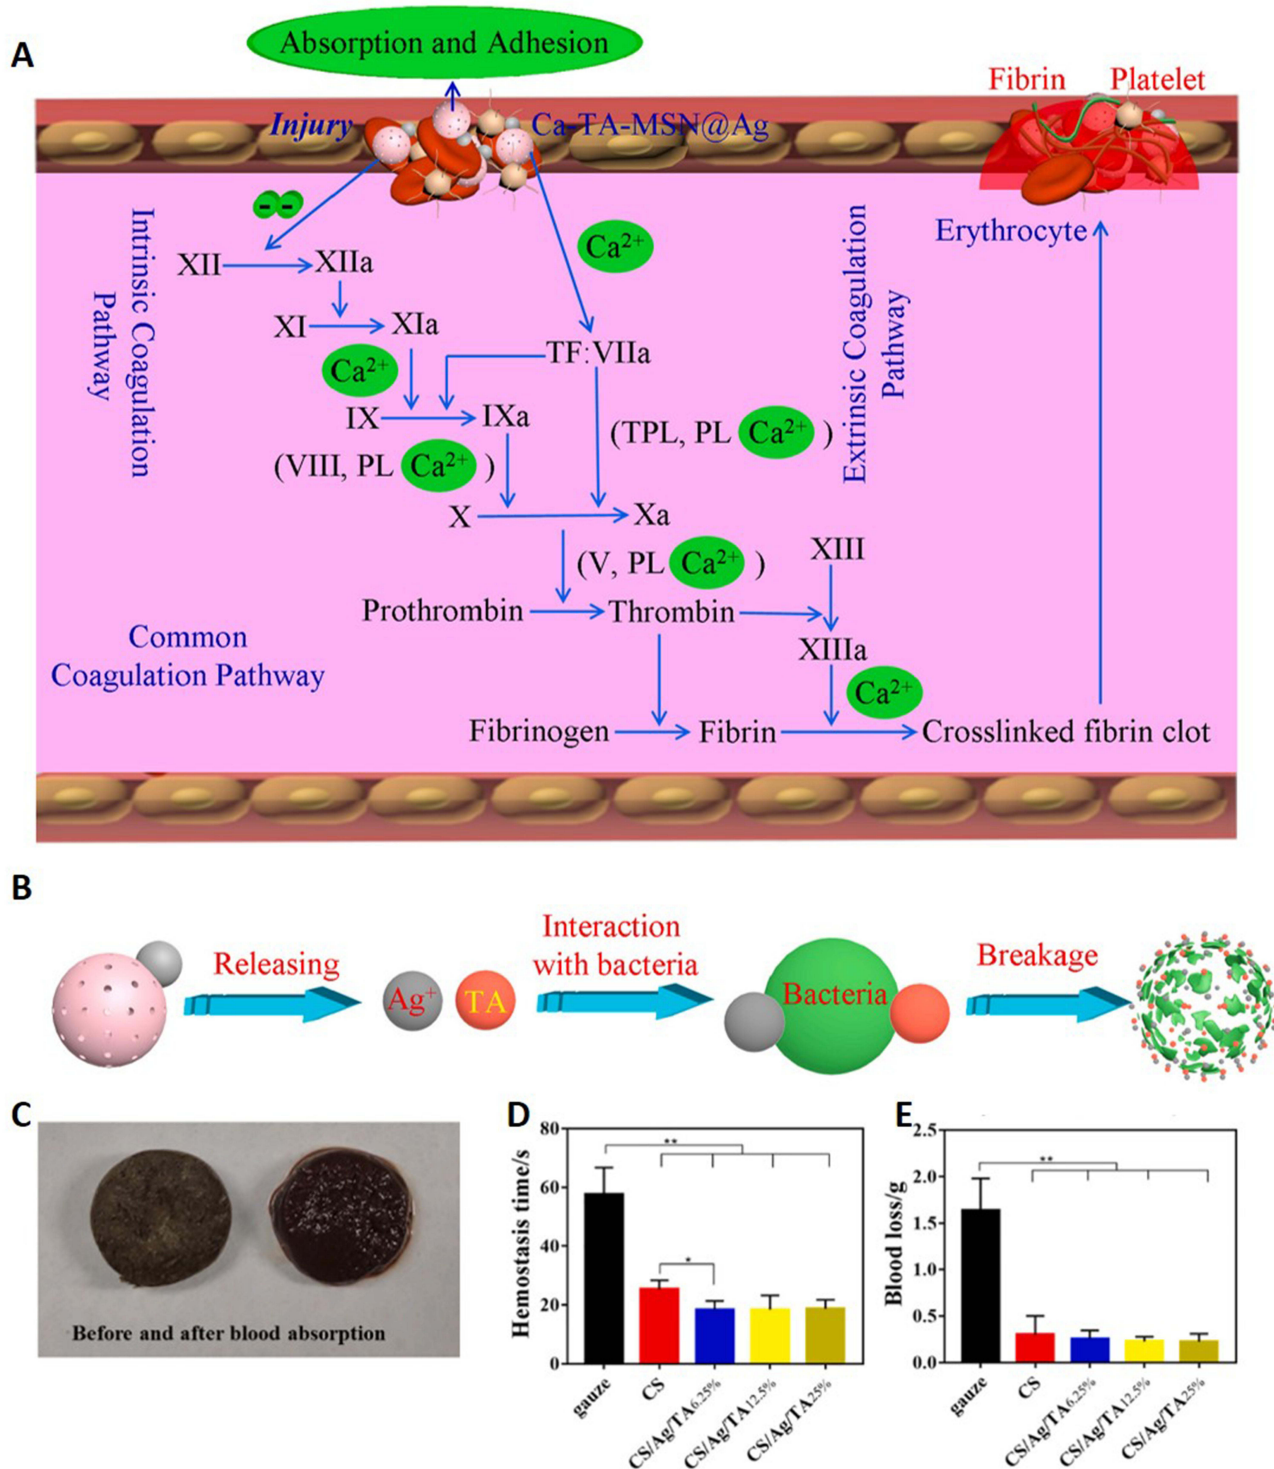 A
Absorption and Adhesion
Fibrin Platelet
Injury Ca-TA-MSN@Ag
- -
Ca²⁺
Erythrocyte
Intrinsic Coagulation
Pathway
Extrinsic Coagulation
Pathway
XII XIIa
XI XIa
Ca²⁺
TF:VIIa
IX IXa
(TPL, PL Ca²⁺ )
(VIII, PL Ca²⁺ )
X Xa
XIII
(V, PL Ca²⁺ )
Prothrombin Thrombin
Common
Coagulation Pathway
XIIIa
Ca²⁺
Fibrinogen Fibrin Crosslinked fibrin clot
B
Releasing
Ag⁺ TA
Interaction
with bacteria
Bacteria
Breakage
C
Before and after blood absorption
D
Hemostasis time/s
80
60
40
20
0
**
*
gauze
CS
CS/Ag/TA6.25%
CS/Ag/TA12.5%
CS/Ag/TA25%
E
Blood loss/g
2.5
2.0
1.5
1.0
0.5
0.0
**
gauze
CS
CS/Ag/TA6.25%
CS/Ag/TA12.5%
CS/Ag/TA25%